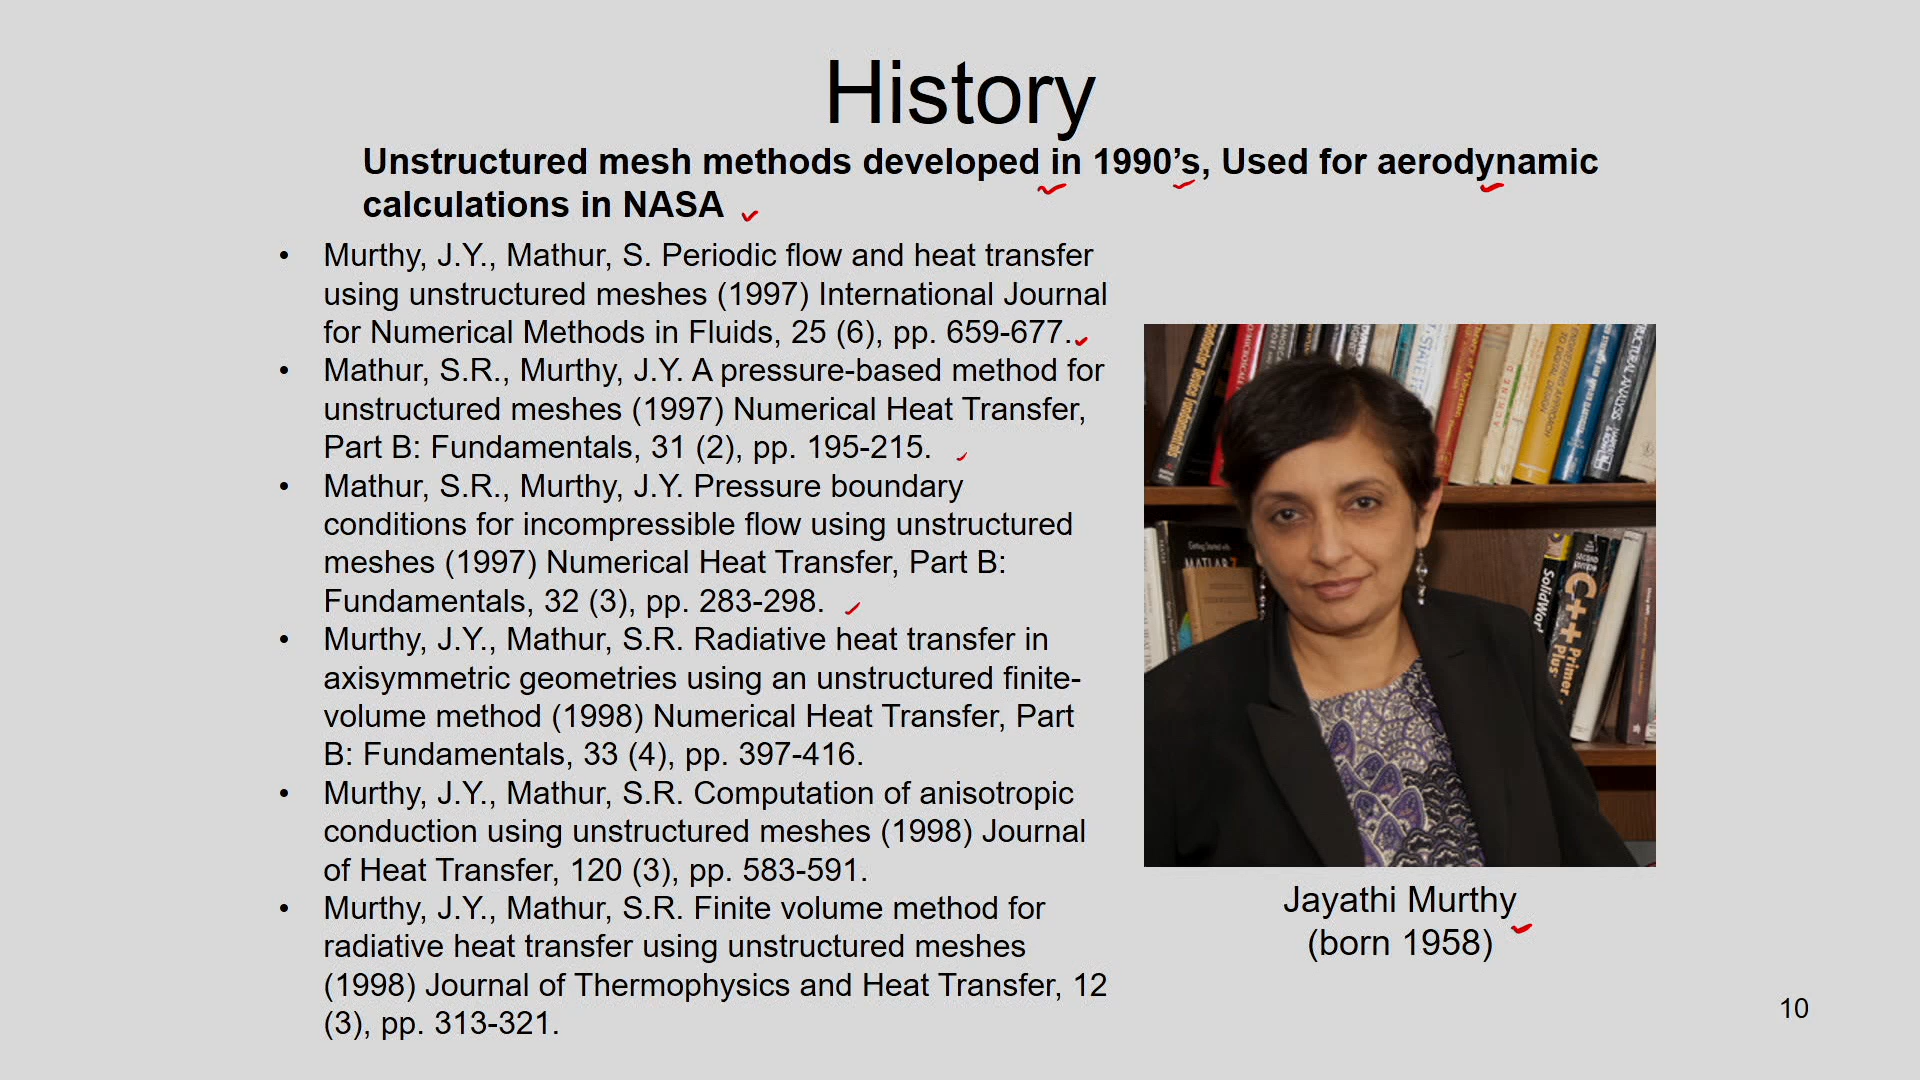 History
Unstructured mesh methods developed in 1990’s, Used for aerodynamic
calculations in NASA
• Murthy, J.Y., Mathur, S. Periodic flow and heat transfer
using unstructured meshes (1997) International Journal
for Numerical Methods in Fluids, 25 (6), pp. 659-677.
• Mathur, S.R., Murthy, J.Y. A pressure-based method for
unstructured meshes (1997) Numerical Heat Transfer,
Part B: Fundamentals, 31 (2), pp. 195-215.
• Mathur, S.R., Murthy, J.Y. Pressure boundary
conditions for incompressible flow using unstructured
meshes (1997) Numerical Heat Transfer, Part B:
Fundamentals, 32 (3), pp. 283-298.
• Murthy, J.Y., Mathur, S.R. Radiative heat transfer in
axisymmetric geometries using an unstructured finite-
volume method (1998) Numerical Heat Transfer, Part
B: Fundamentals, 33 (4), pp. 397-416.
• Murthy, J.Y., Mathur, S.R. Computation of anisotropic
conduction using unstructured meshes (1998) Journal
of Heat Transfer, 120 (3), pp. 583-591.
• Murthy, J.Y., Mathur, S.R. Finite volume method for
radiative heat transfer using unstructured meshes
(1998) Journal of Thermophysics and Heat Transfer, 12
(3), pp. 313-321.
MATLAB 7
C++ Primer
Plus
Jayathi Murthy
(born 1958)
10